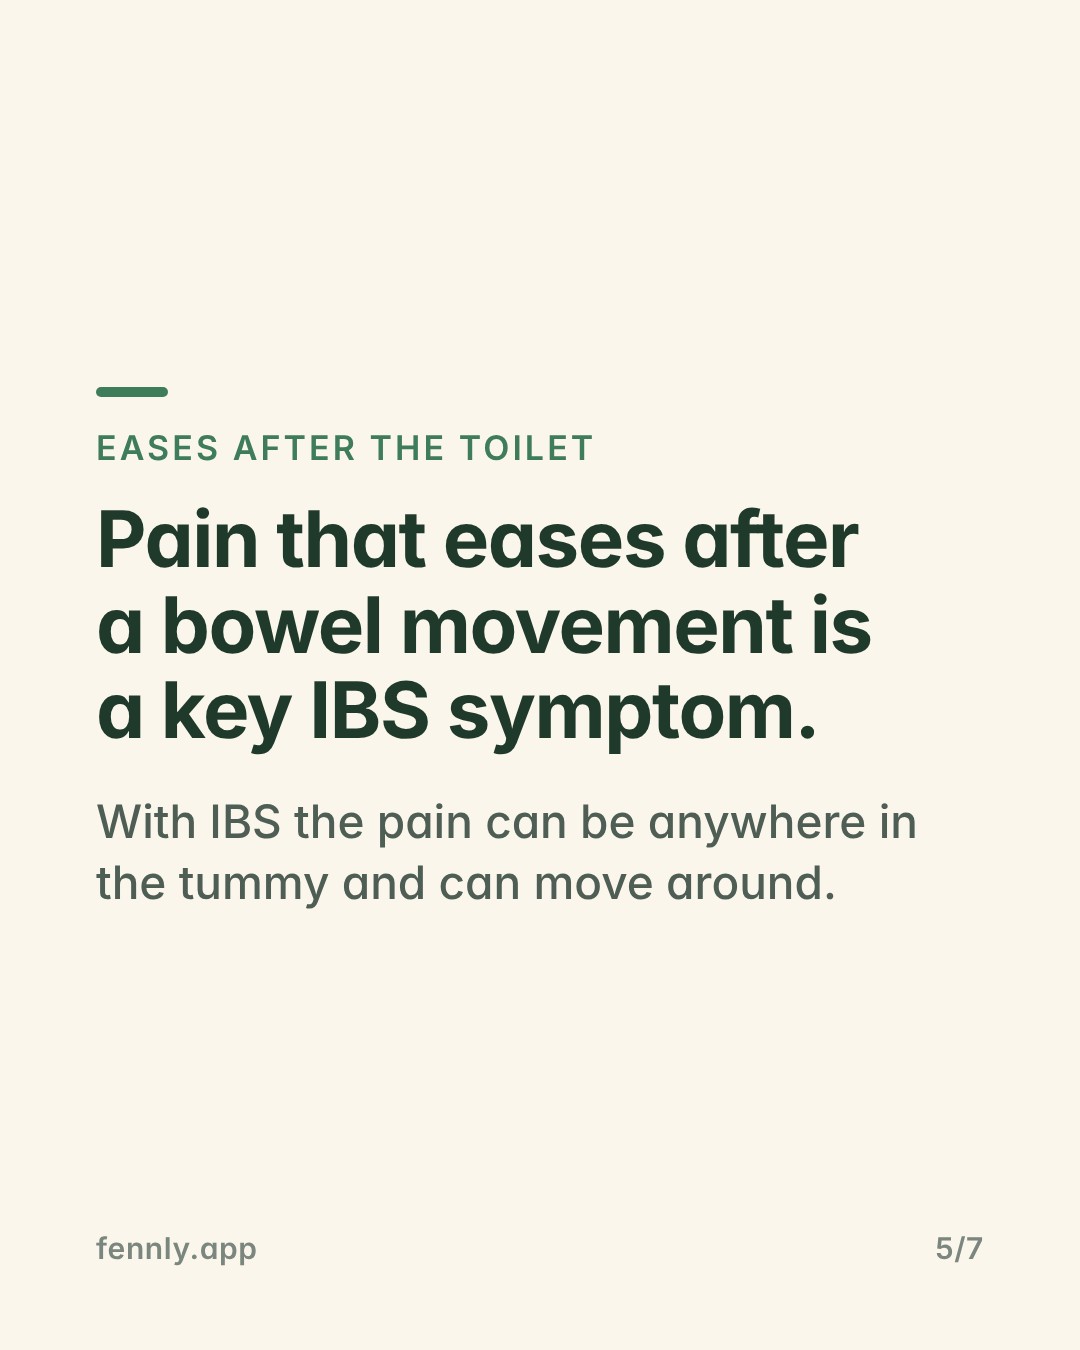 EASES AFTER THE TOILET
Pain that eases after
a bowel movement is
a key IBS symptom.
With IBS the pain can be anywhere in
the tummy and can move around.
fennly.app
5/7